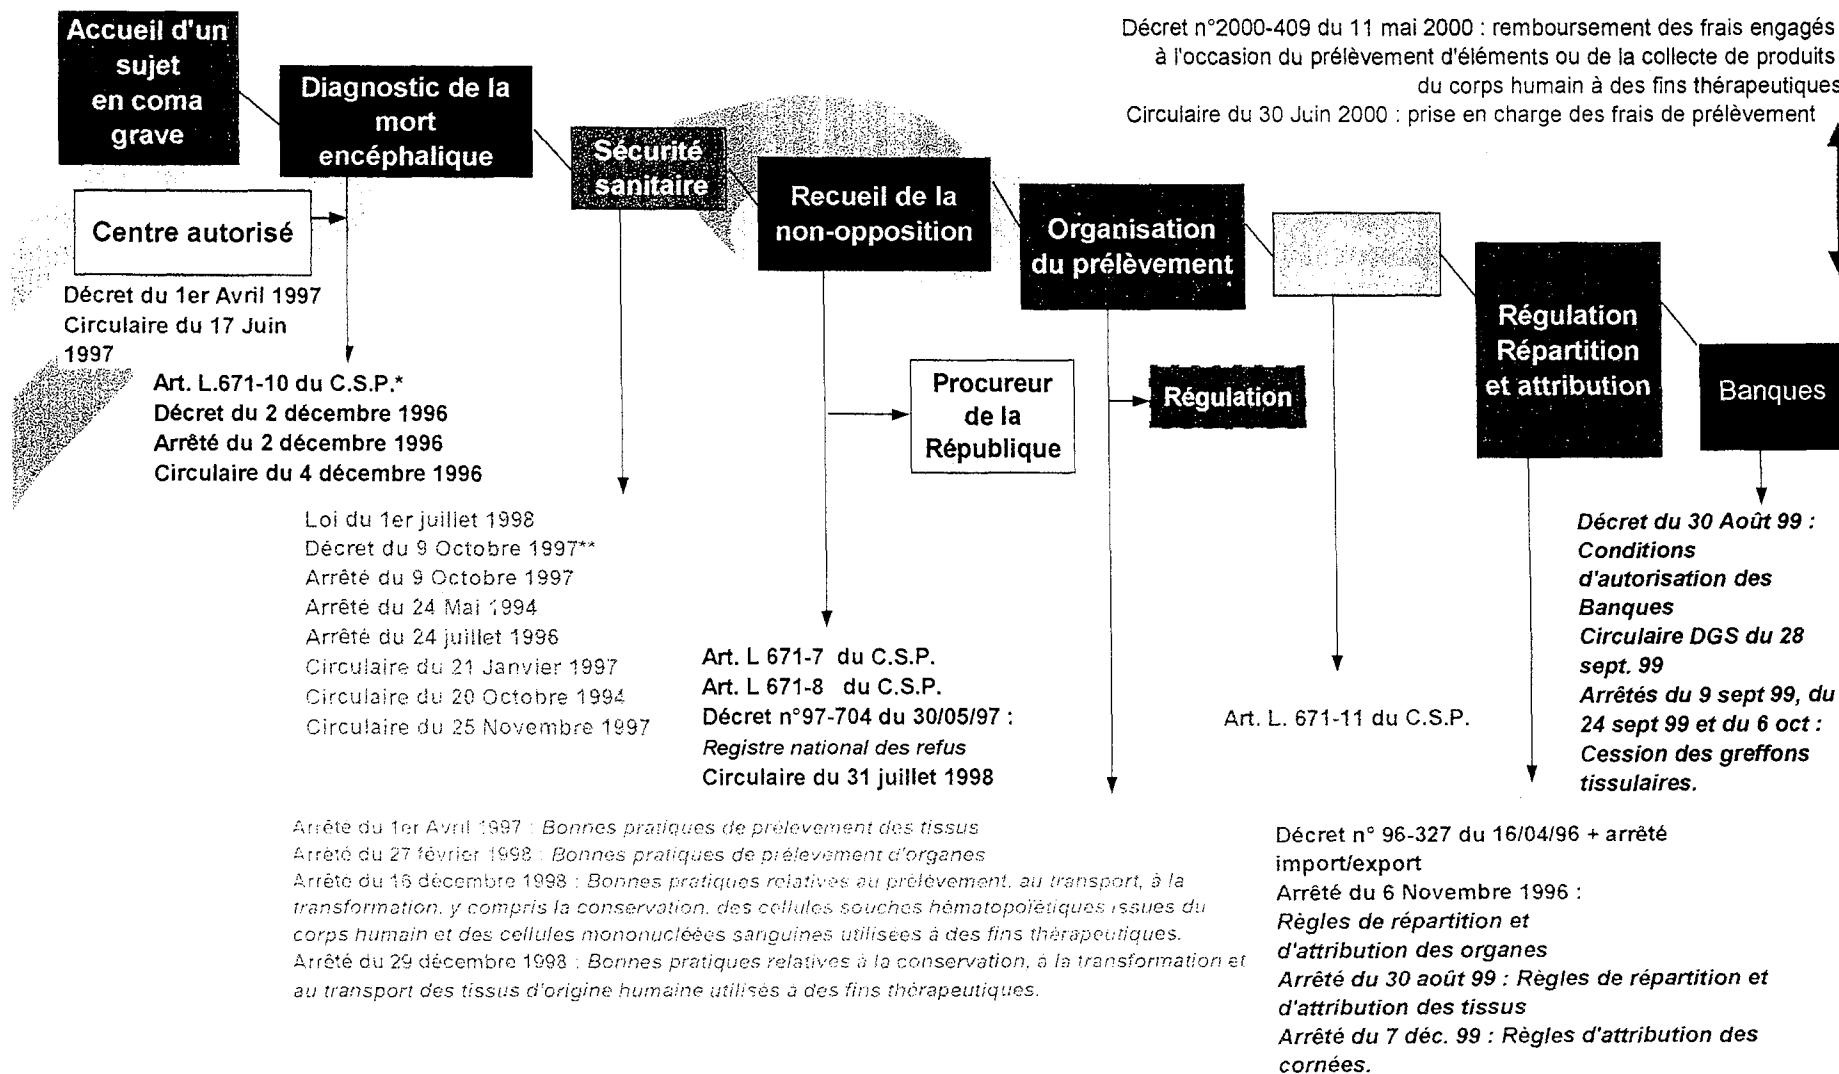 Accueil d'un
sujet
en coma
grave
Diagnostic de la
mort
encéphalique
Sécurité
sanitaire
Recueil de la
non-opposition
Organisation
du prélèvement
Régulation
Répartition
et attribution
Banques
Décret n°2000-409 du 11 mai 2000 : remboursement des frais engagés
à l'occasion du prélèvement d'éléments ou de la collecte de produits
du corps humain à des fins thérapeutiques
Circulaire du 30 Juin 2000 : prise en charge des frais de prélèvement
Centre autorisé
Décret du 1er Avril 1997
Circulaire du 17 Juin
1997
Art. L.671-10 du C.S.P.*
Décret du 2 décembre 1996
Arrêté du 2 décembre 1996
Circulaire du 4 décembre 1996
Procureur
de la
République
Régulation
Loi du 1er juillet 1998
Décret du 9 Octobre 1997**
Arrêté du 9 Octobre 1997
Arrêté du 24 Mai 1994
Arrêté du 24 juillet 1996
Circulaire du 21 Janvier 1997
Circulaire du 20 Octobre 1994
Circulaire du 25 Novembre 1997
Art. L 671-7 du C.S.P.
Art. L 671-8 du C.S.P.
Décret n°97-704 du 30/05/97 :
Registre national des refus
Circulaire du 31 juillet 1998
Art. L. 671-11 du C.S.P.
Décret du 30 Août 99 :
Conditions
d'autorisation des
Banques
Circulaire DGS du 28
sept. 99
Arrêtés du 9 sept 99, du
24 sept 99 et du 6 oct :
Cession des greffons
tissulaires.
Arrêté du 1er Avril 1997 : Bonnes pratiques de prélèvement des tissus
Arrêté du 27 février 1998 : Bonnes pratiques de prélevement d'organes
Arrêté du 16 décembre 1998 : Bonnes pratiques relatives au prélèvement, au transport, à la
transformation, y compris la conservation, des cellules souches hématopoïétiques issues du
corps humain et des cellules mononucléées sanguines utilisées à des fins thérapeutiques.
Arrêté du 29 décembre 1998 : Bonnes pratiques relatives à la conservation, à la transformation et
au transport des tissus d'origine humaine utilisés à des fins thérapeutiques.
Décret n° 96-327 du 16/04/96 + arrêté
import/export
Arrêté du 6 Novembre 1996 :
Règles de répartition et
d'attribution des organes
Arrêté du 30 août 99 : Règles de répartition et
d'attribution des tissus
Arrêté du 7 déc. 99 : Règles d'attribution des
cornées.